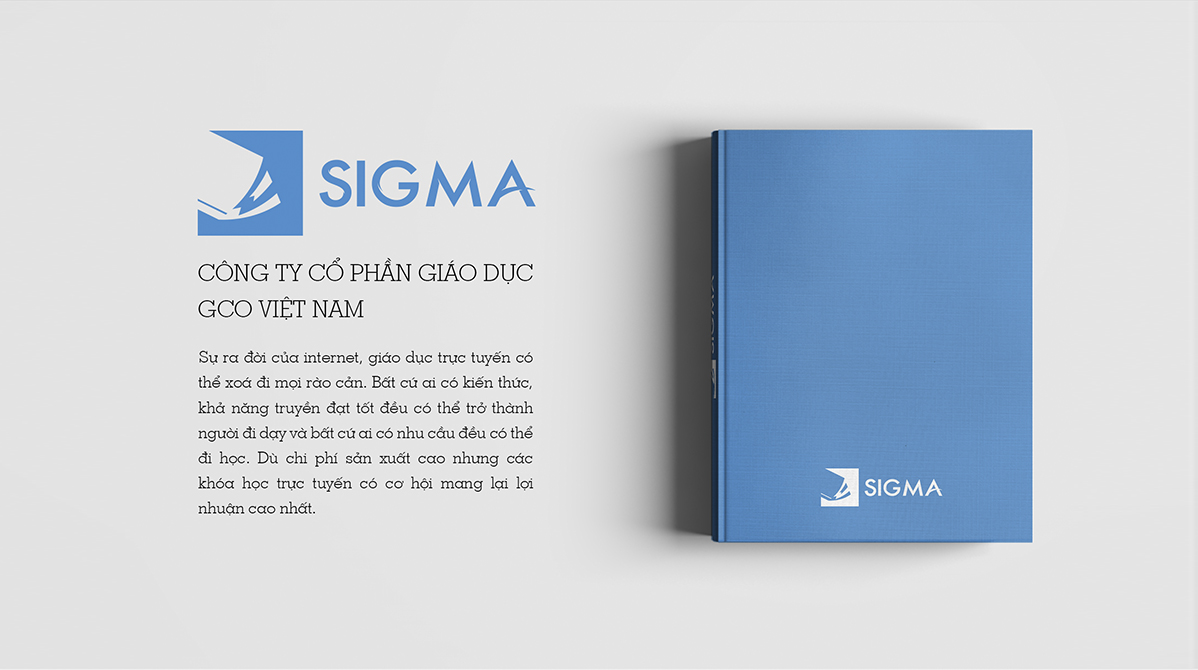 SIGMA
CÔNG TY CỔ PHẦN GIÁO DỤC
GCO VIỆT NAM
Sự ra đời của internet, giáo dục trực tuyến có
thể xoá đi mọi rào cản. Bất cứ ai có kiến thức,
khả năng truyền đạt tốt đều có thể trở thành
người đi dạy và bất cứ ai có nhu cầu đều có thể
đi học. Dù chi phí sản xuất cao nhưng các
khóa học trực tuyến có cơ hội mang lại lợi
nhuận cao nhất.
SIGMA
SIGMA